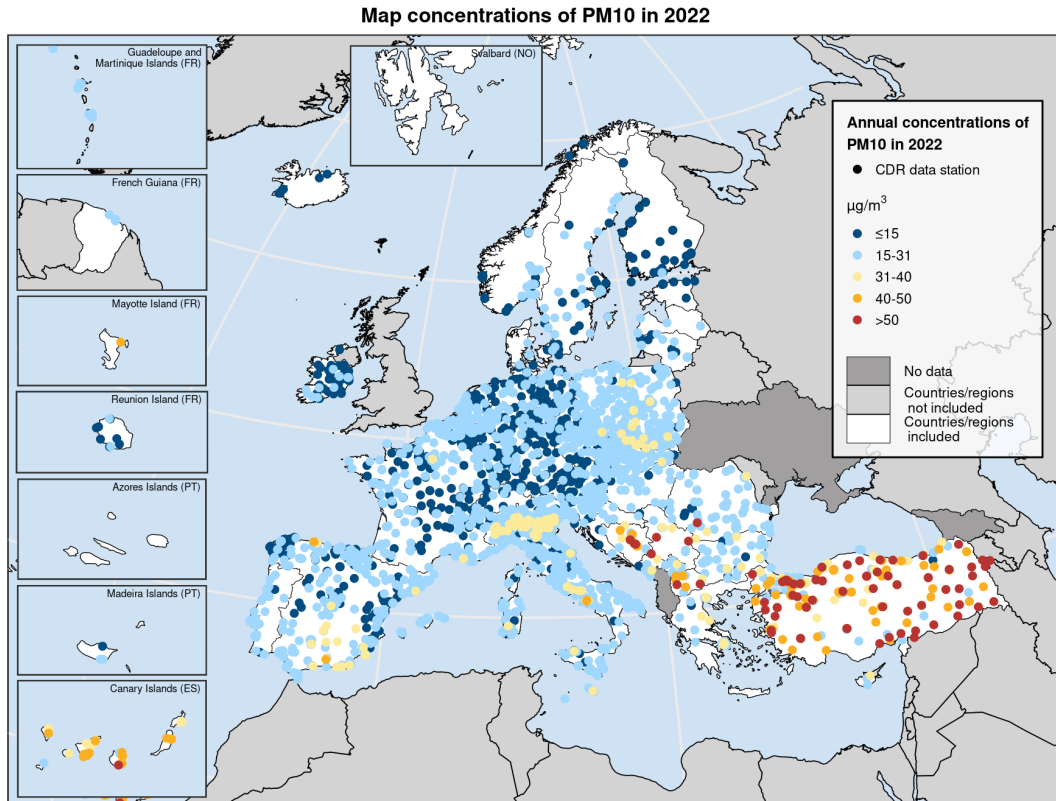 Map concentrations of PM10 in 2022
Guadeloupe and
Martinique Islands (FR)
Svalbard (NO)
French Guiana (FR)
Mayotte Island (FR)
Reunion Island (FR)
Azores Islands (PT)
Madeira Islands (PT)
Canary Islands (ES)
Annual concentrations of
PM10 in 2022
CDR data station
µg/m³
≤15
15-31
31-40
40-50
>50
No data
Countries/regions
not included
Countries/regions
included